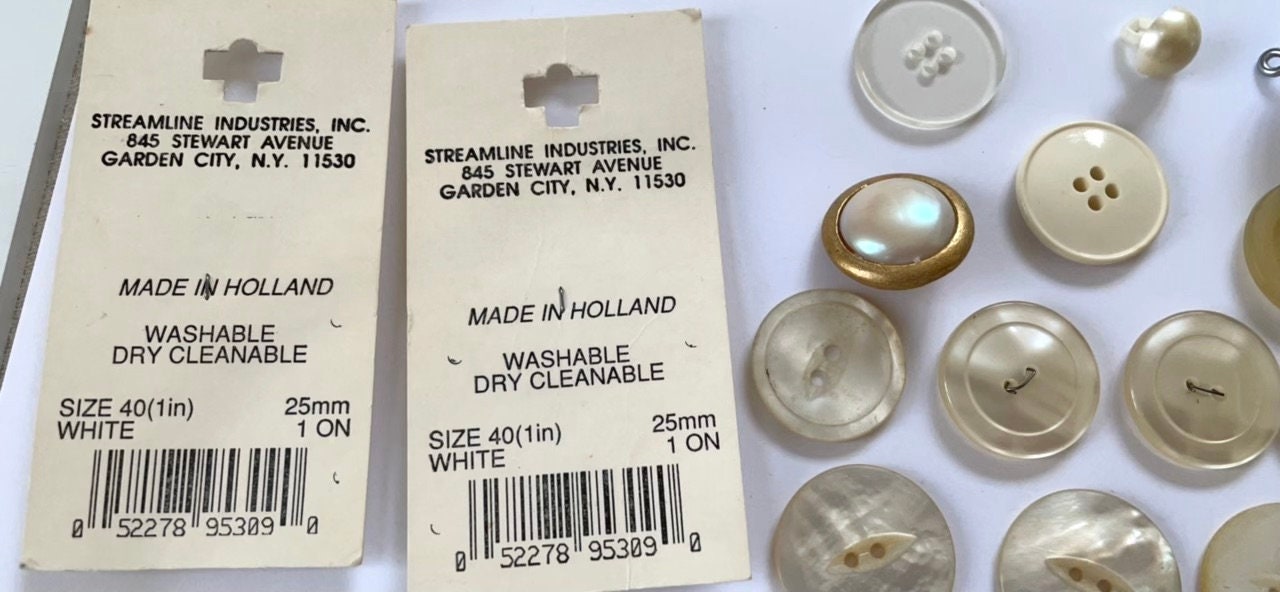 STREAMLINE INDUSTRIES, INC.
845 STEWART AVENUE
GARDEN CITY, N.Y. 11530
MADE IN HOLLAND
WASHABLE
DRY CLEANABLE
SIZE 40(1in) 25mm
WHITE 1 ON
0 52278 95309 0
STREAMLINE INDUSTRIES, INC.
845 STEWART AVENUE
GARDEN CITY, N.Y. 11530
MADE IN HOLLAND
WASHABLE
DRY CLEANABLE
SIZE 40(1in) 25mm
WHITE 1 ON
0 52278 95309 0